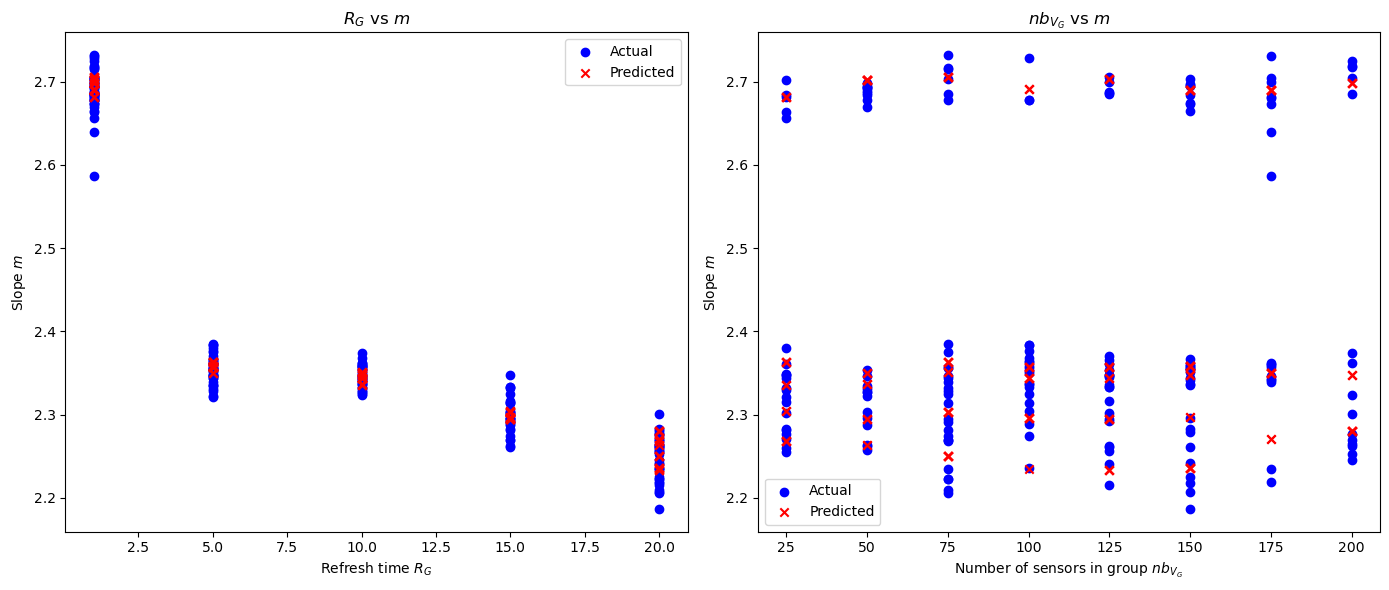 R_G vs m
Actual
Predicted
2.7
2.6
2.5
2.4
2.3
2.2
Slope m
2.5 5.0 7.5 10.0 12.5 15.0 17.5 20.0
Refresh time R_G
nb_{V_G} vs m
2.7
2.6
2.5
2.4
2.3
2.2
Slope m
Actual
Predicted
25 50 75 100 125 150 175 200
Number of sensors in group nb_{V_G}